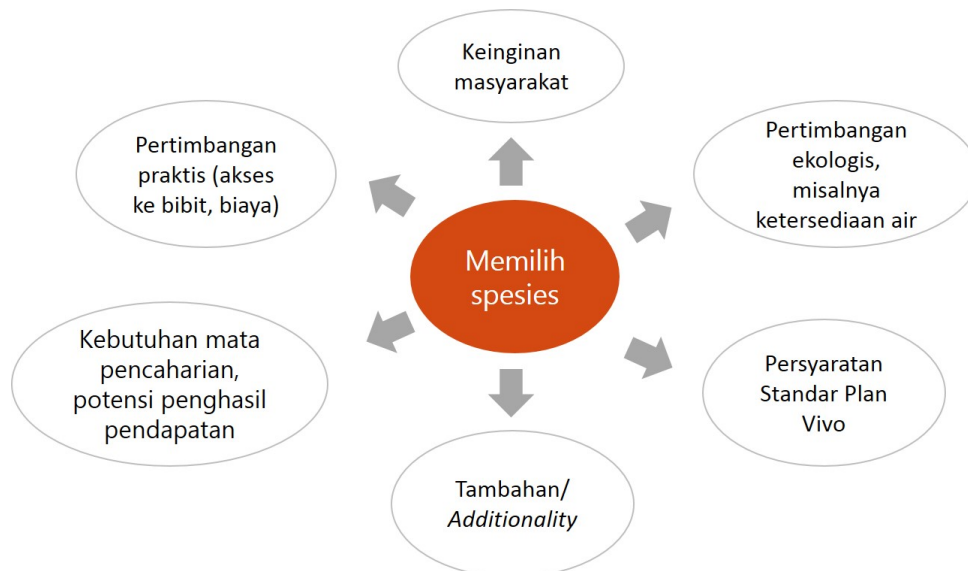 Keinginan
masyarakat
Pertimbangan
praktis (akses
ke bibit, biaya)
Pertimbangan
ekologis,
misalnya
ketersediaan air
Memilih
spesies
Kebutuhan mata
pencaharian,
potensi penghasil
pendapatan
Persyaratan
Standar Plan
Vivo
Tambahan/
Additionality